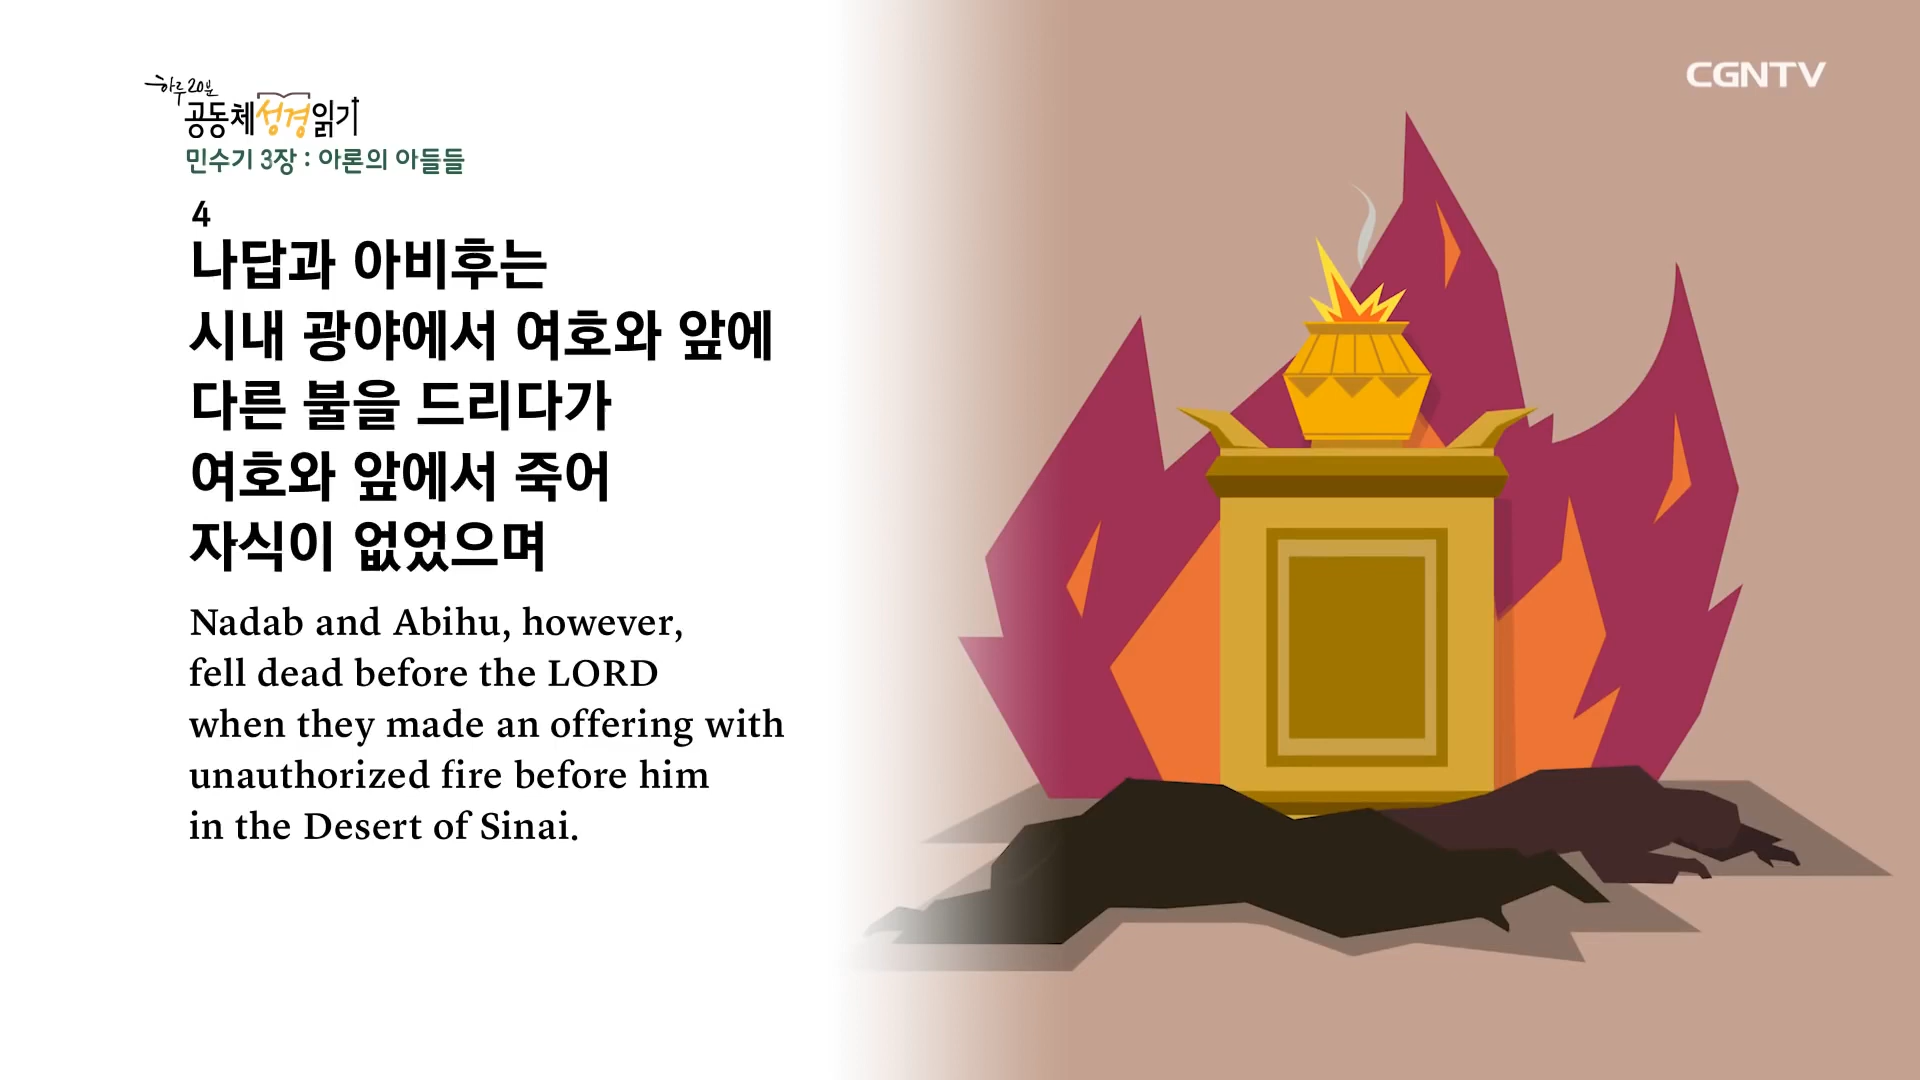 하루 20분
공동체성경읽기
민수기 3장 : 아론의 아들들
4
나답과 아비후는
시내 광야에서 여호와 앞에
다른 불을 드리다가
여호와 앞에서 죽어
자식이 없었으며
Nadab and Abihu, however,
fell dead before the LORD
when they made an offering with
unauthorized fire before him
in the Desert of Sinai.
CGNTV